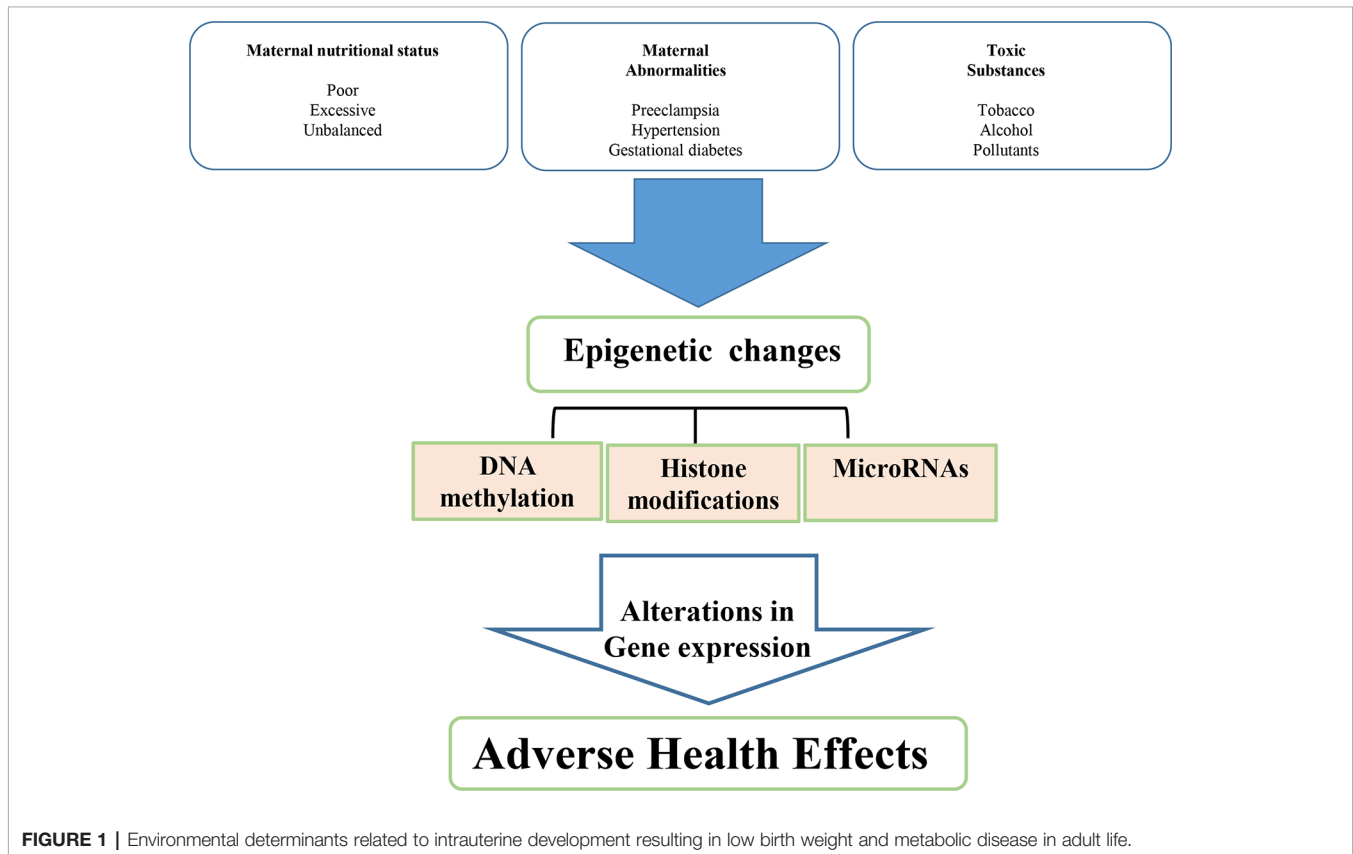 Maternal nutritional status
Poor
Excessive
Unbalanced
Maternal
Abnormalities
Preeclampsia
Hypertension
Gestational diabetes
Toxic
Substances
Tobacco
Alcohol
Pollutants
Epigenetic changes
DNA
methylation
Histone
modifications
MicroRNAs
Alterations in
Gene expression
Adverse Health Effects
FIGURE 1 | Environmental determinants related to intrauterine development resulting in low birth weight and metabolic disease in adult life.